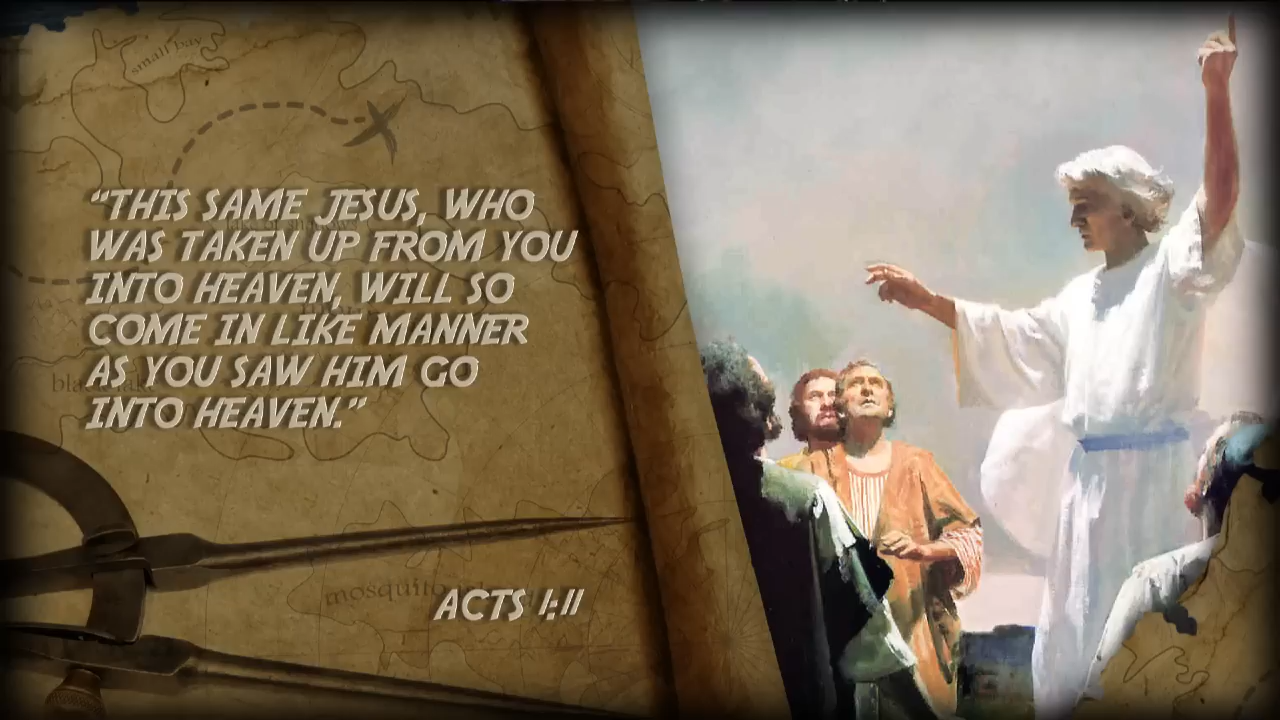 small bay
"THIS SAME JESUS, WHO
WAS TAKEN UP FROM YOU
INTO HEAVEN, WILL SO
COME IN LIKE MANNER
AS YOU SAW HIM GO
INTO HEAVEN."
ACTS 1:11